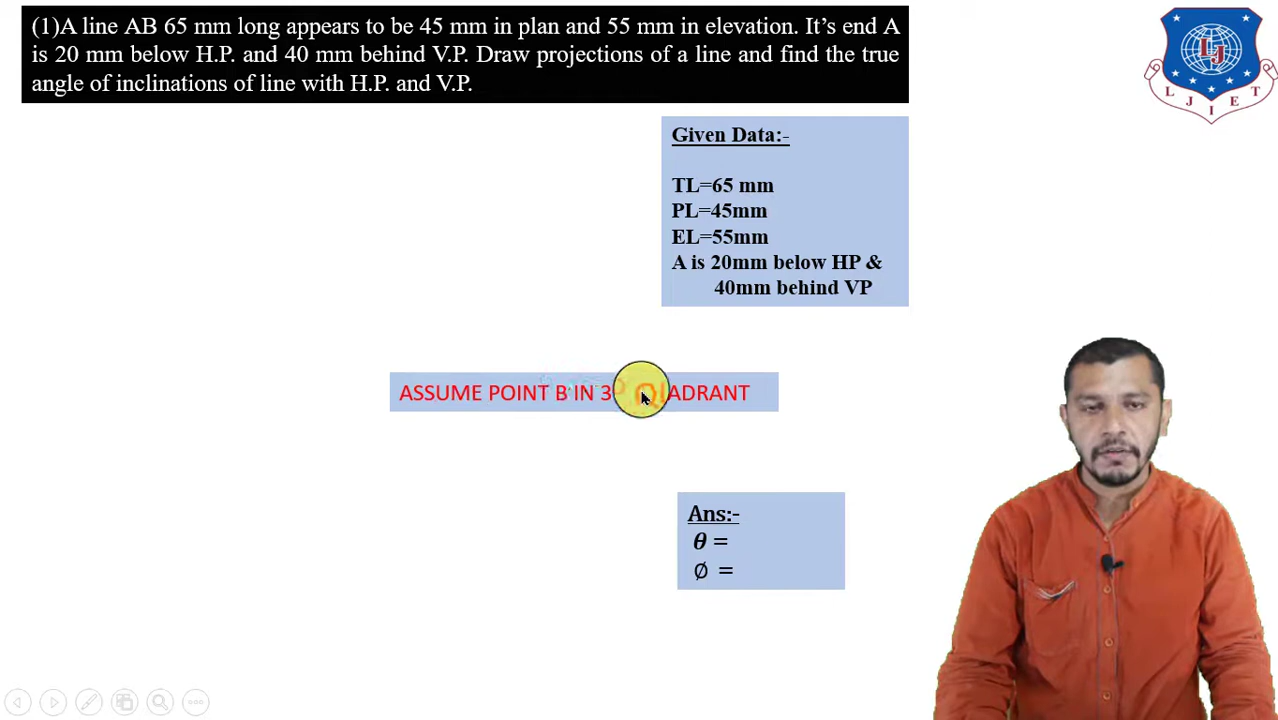 (1)A line AB 65 mm long appears to be 45 mm in plan and 55 mm in elevation. It's end A
is 20 mm below H.P. and 40 mm behind V.P. Draw projections of a line and find the true
angle of inclinations of line with H.P. and V.P.
LJ
L J I E T
Given Data:-
TL=65 mm
PL=45mm
EL=55mm
A is 20mm below HP &
40mm behind VP
ASSUME POINT B IN 3 QUADRANT
Ans:-
θ =
∅ =